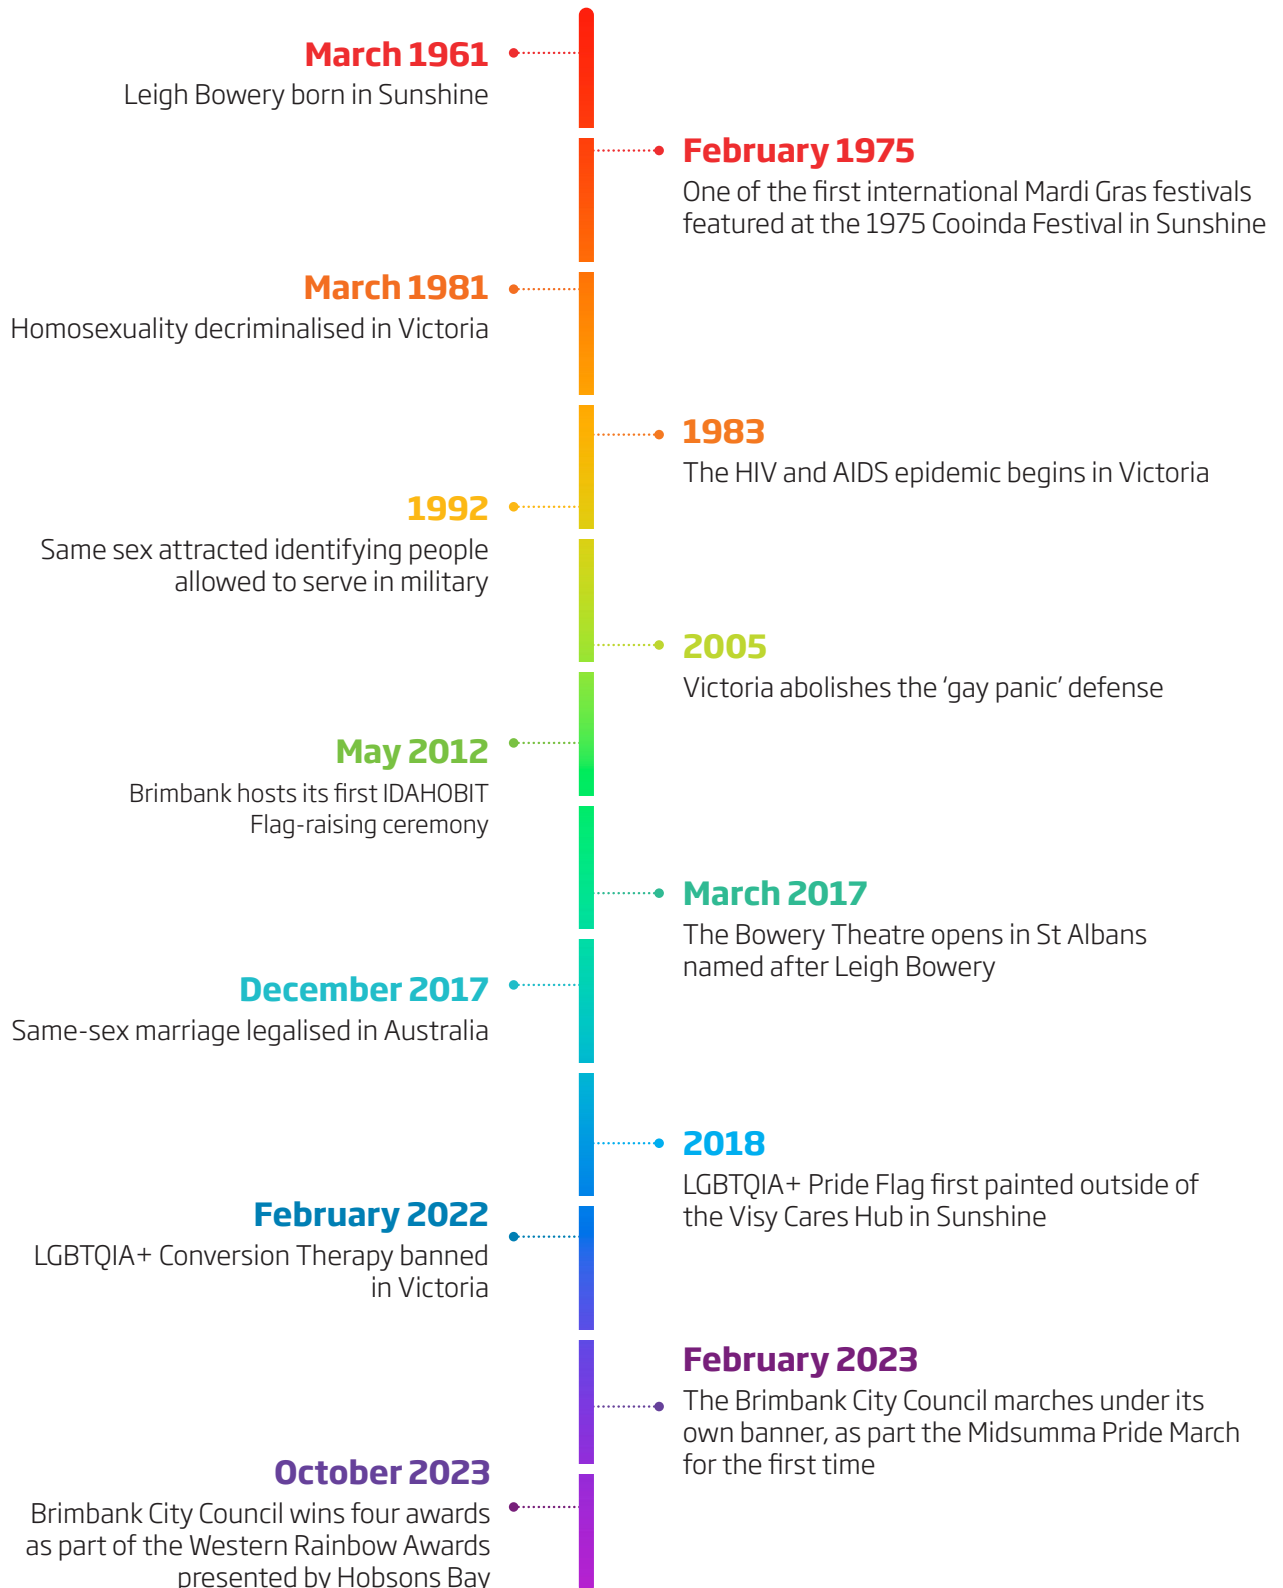 March 1961
Leigh Bowery born in Sunshine
February 1975
One of the first international Mardi Gras festivals
featured at the 1975 Cooinda Festival in Sunshine
March 1981
Homosexuality decriminalised in Victoria
1983
The HIV and AIDS epidemic begins in Victoria
1992
Same sex attracted identifying people
allowed to serve in military
2005
Victoria abolishes the ‘gay panic’ defense
May 2012
Brimbank hosts its first IDAHOBIT
Flag-raising ceremony
March 2017
The Bowery Theatre opens in St Albans
named after Leigh Bowery
December 2017
Same-sex marriage legalised in Australia
2018
LGBTQIA+ Pride Flag first painted outside of
the Visy Cares Hub in Sunshine
February 2022
LGBTQIA+ Conversion Therapy banned
in Victoria
February 2023
The Brimbank City Council marches under its
own banner, as part the Midsumma Pride March
for the first time
October 2023
Brimbank City Council wins four awards
as part of the Western Rainbow Awards
presented by Hobsons Bay